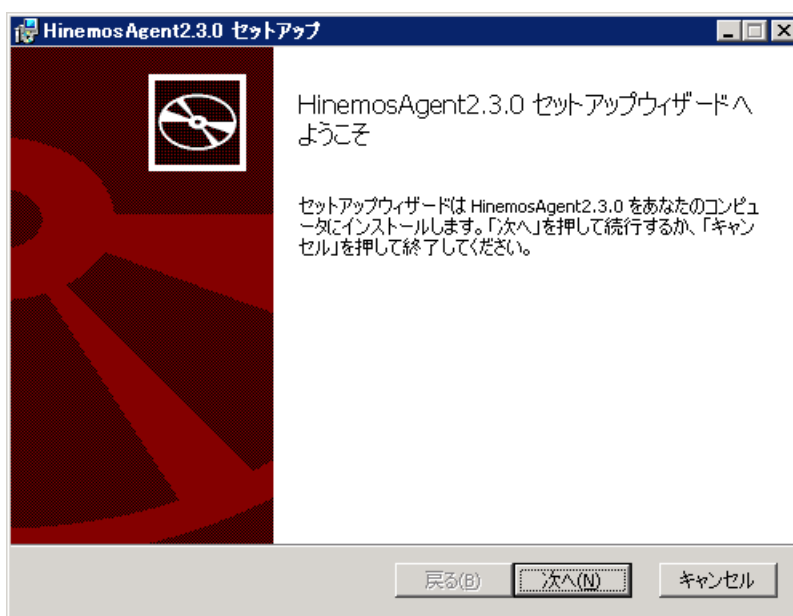 HinemosAgent2.3.0 セットアップ
HinemosAgent2.3.0 セットアップウィザードへ
ようこそ
セットアップウィザードは HinemosAgent2.3.0 をあなたのコンピュ
ータにインストールします。「次へ」を押して続行するか、「キャン
セル」を押して終了してください。
戻る(B) 次へ(N) キャンセル